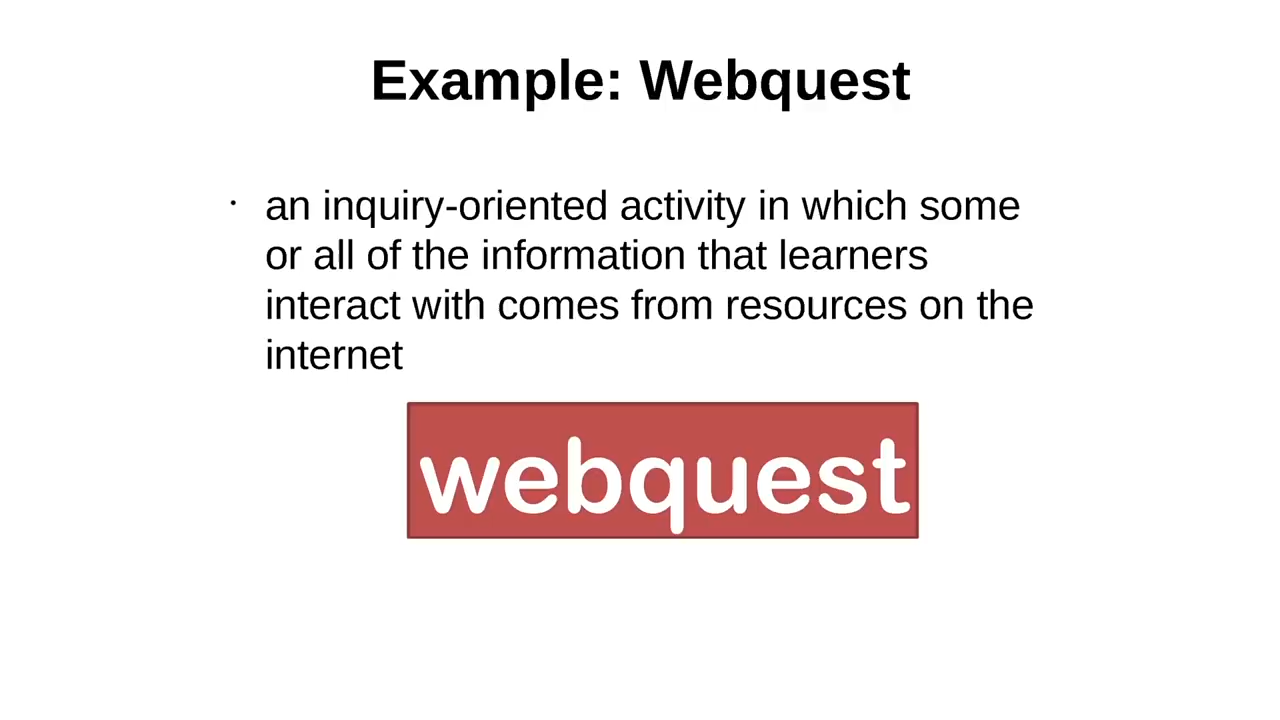 Example: Webquest
• an inquiry-oriented activity in which some
or all of the information that learners
interact with comes from resources on the
internet
webquest